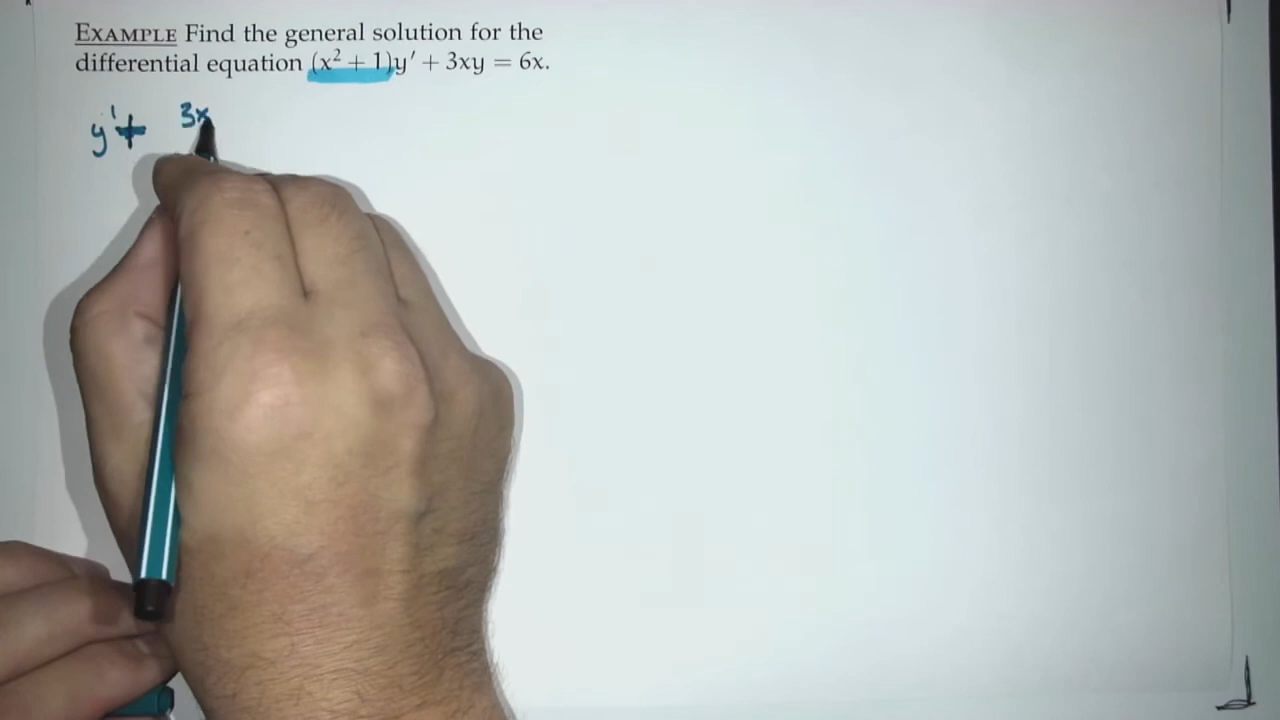 EXAMPLE Find the general solution for the
differential equation (x² + 1)y′ + 3xy = 6x.
y' + 3x